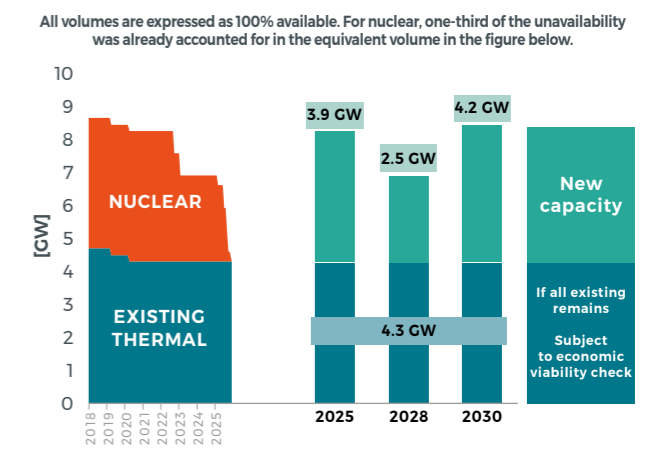 All volumes are expressed as 100% available. For nuclear, one-third of the unavailability
was already accounted for in the equivalent volume in the figure below.
10
9
8
7
6
5
4
3
2
1
0
[GW]
NUCLEAR
EXISTING
THERMAL
2018
2019
2020
2021
2022
2023
2024
2025
3.9 GW
2.5 GW
4.2 GW
4.3 GW
2025
2028
2030
New
capacity
If all existing
remains
Subject
to economic
viability check